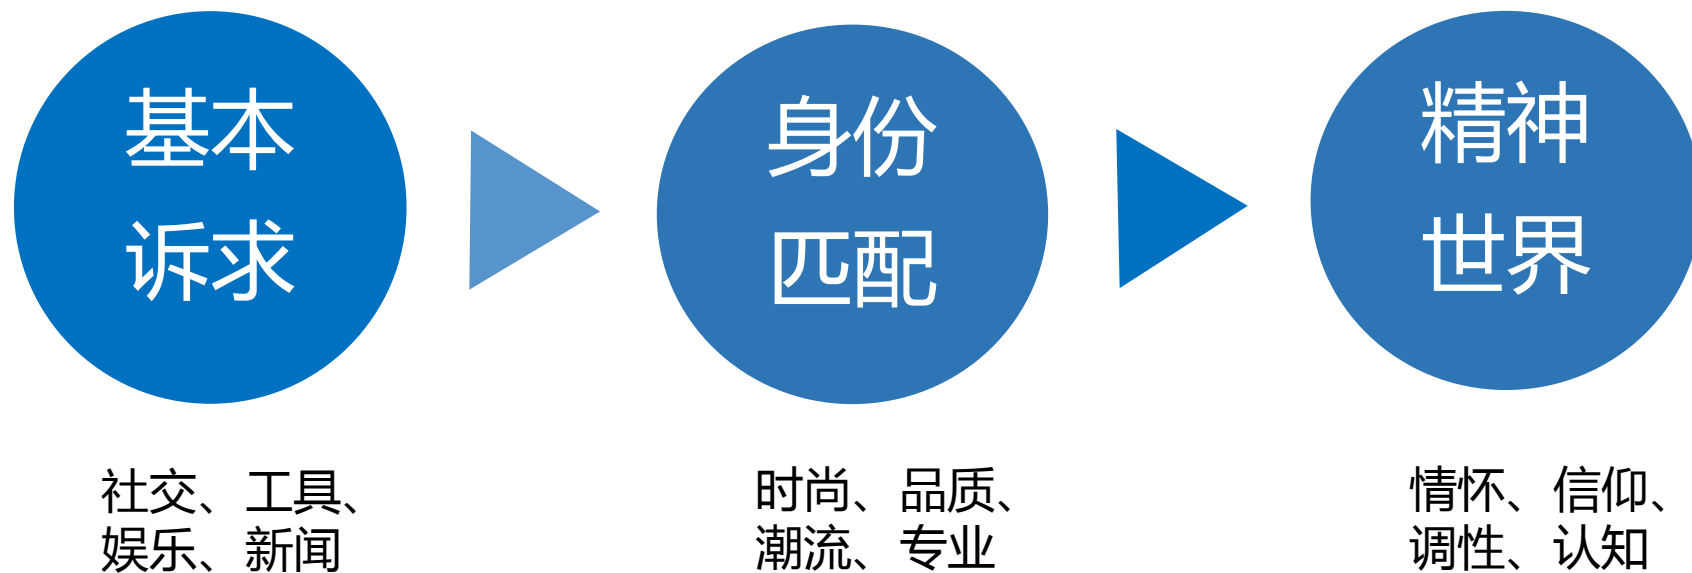 基本
诉求
身份
匹配
精神
世界
社交、工具、
娱乐、新闻
时尚、品质、
潮流、专业
情怀、信仰、
调性、认知